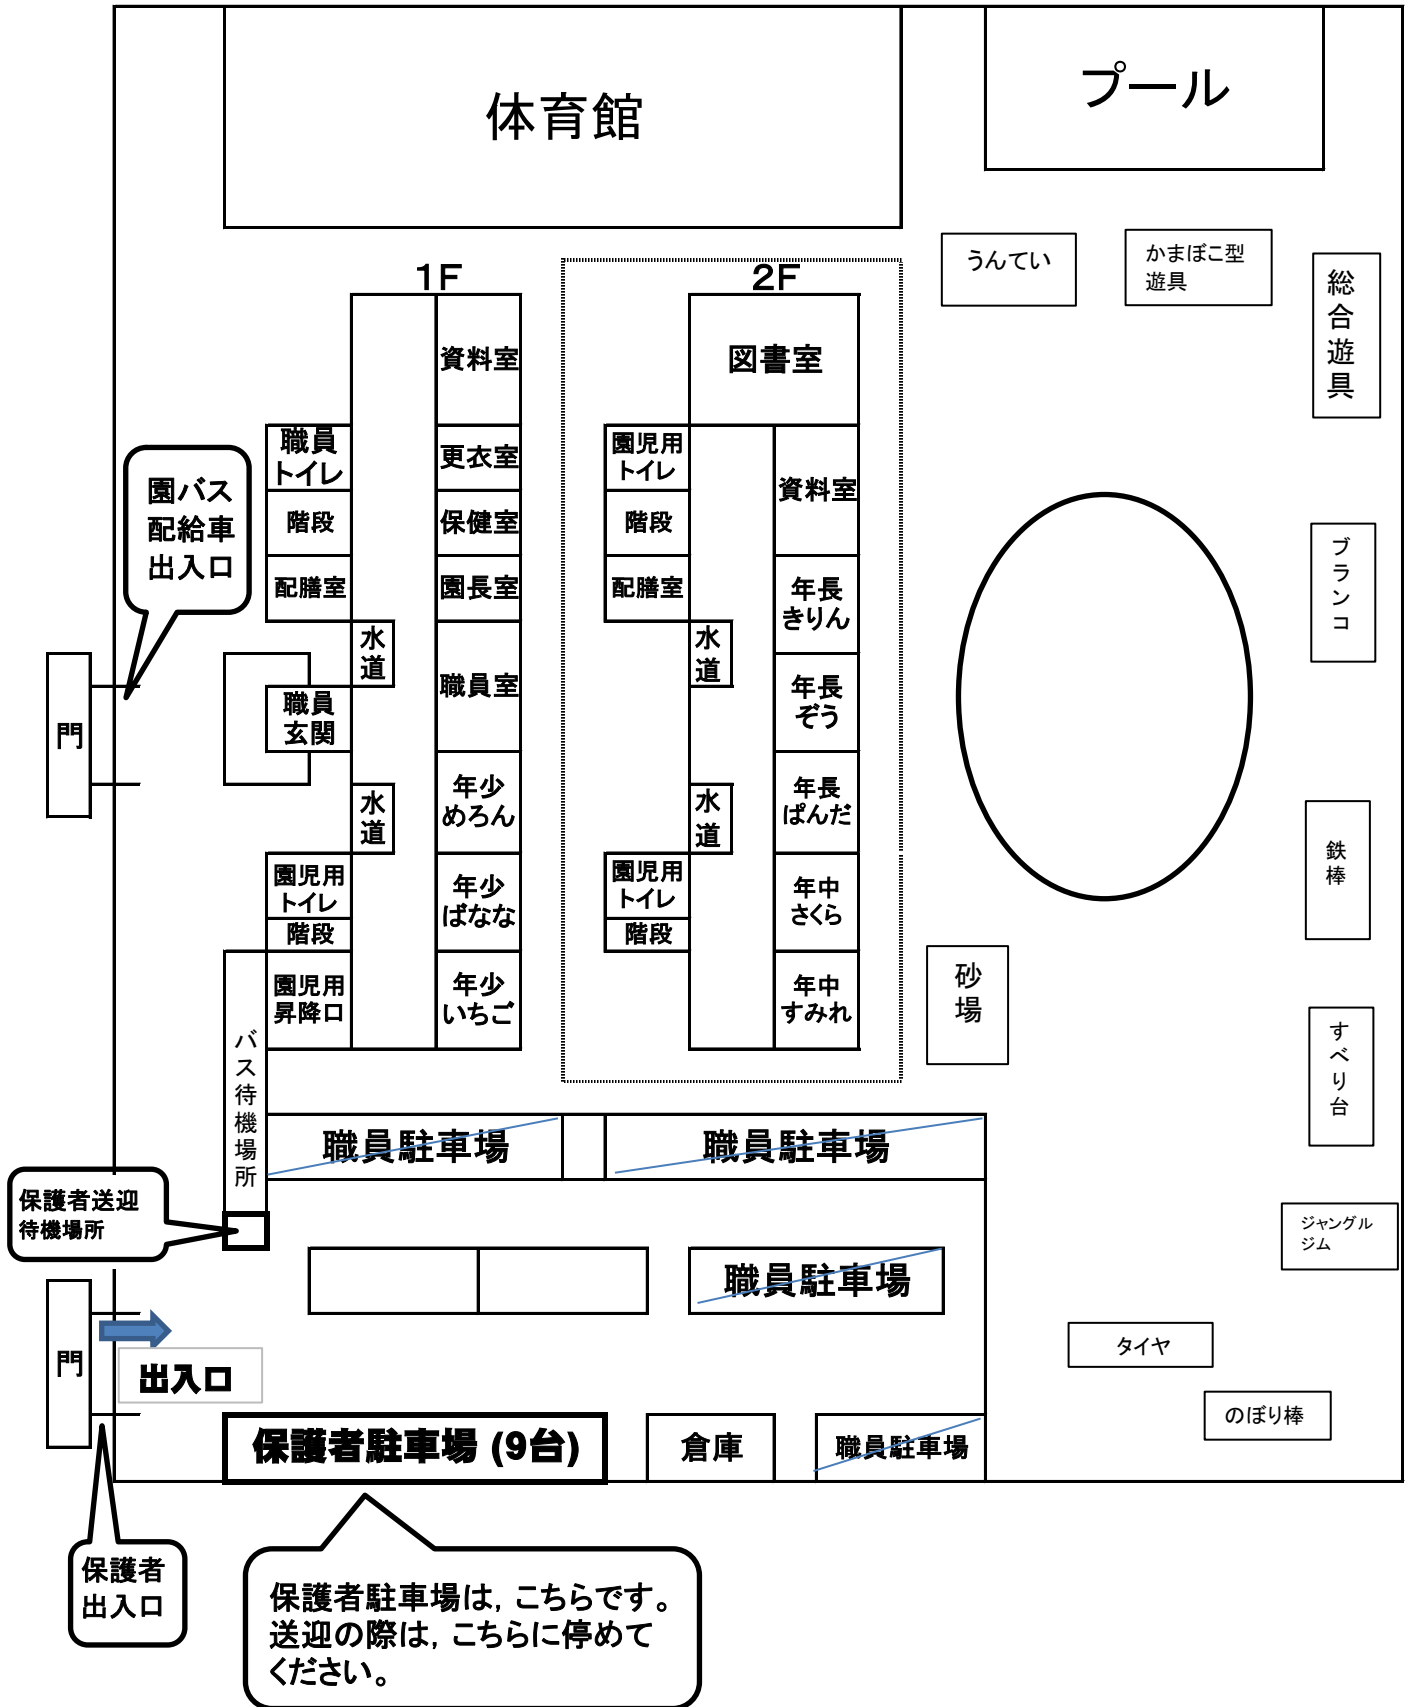 体育館
プール
うんてい
かまぼこ型
遊具
総合遊具
1F
2F
資料室
図書室
職員
トイレ
更衣室
園児用
トイレ
資料室
園バス
配給車
出入口
階段
保健室
階段
配膳室
園長室
配膳室
年長
きりん
ブランコ
水道
水道
職員室
門
職員
玄関
年長
ぞう
水道
年少
めろん
水道
年長
ぱんだ
鉄棒
園児用
トイレ
年少
ばなな
園児用
トイレ
年中
さくら
階段
階段
園児用
昇降口
年少
いちご
年中
すみれ
砂場
すべり台
バス待機場所
職員駐車場
職員駐車場
保護者送迎
待機場所
ジャングル
ジム
職員駐車場
門
出入口
タイヤ
のぼり棒
保護者駐車場 (9台)
倉庫
職員駐車場
保護者
出入口
保護者駐車場は，こちらです。
送迎の際は，こちらに停めて
ください。